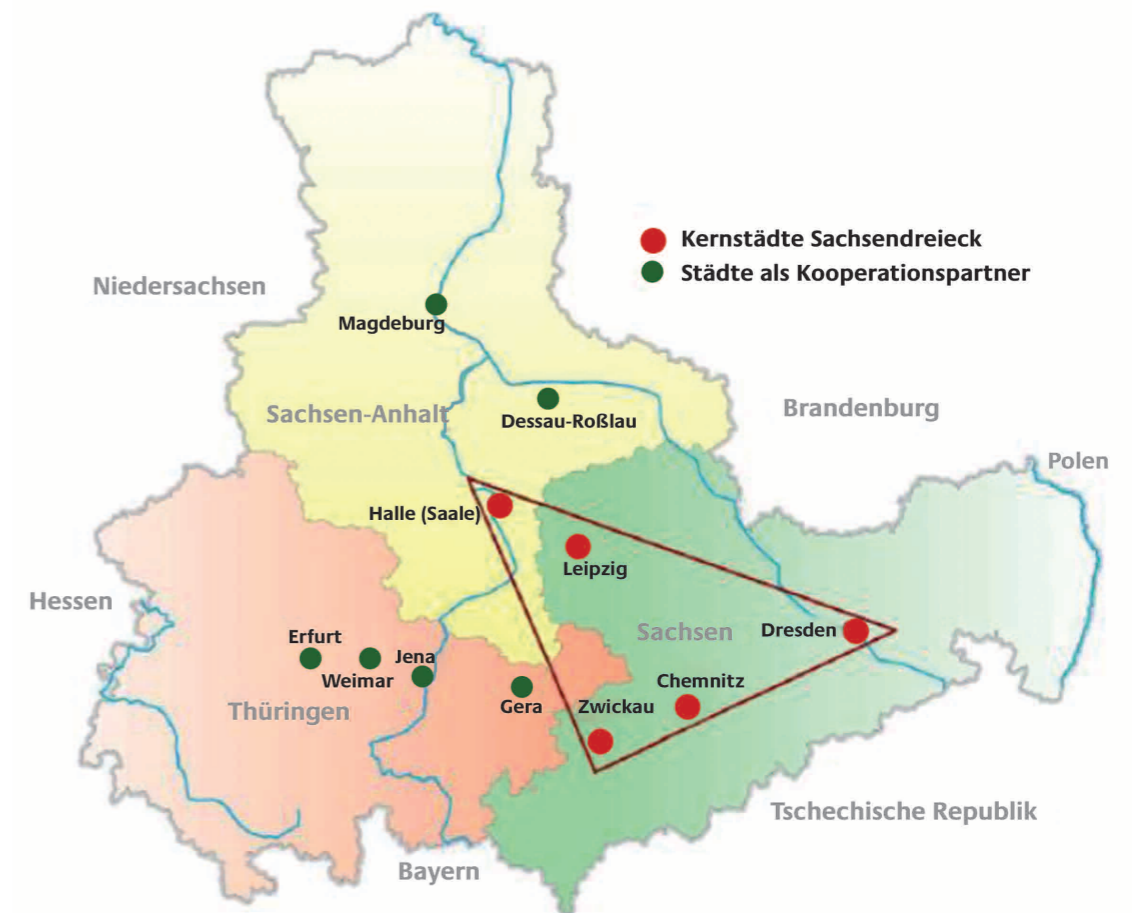 Kernstädte Sachsendreieck
Städte als Kooperationspartner
Niedersachsen
Magdeburg
Sachsen-Anhalt
Dessau-Roßlau
Brandenburg
Polen
Halle (Saale)
Leipzig
Hessen
Sachsen
Dresden
Erfurt
Weimar
Jena
Thüringen
Gera
Chemnitz
Zwickau
Tschechische Republik
Bayern